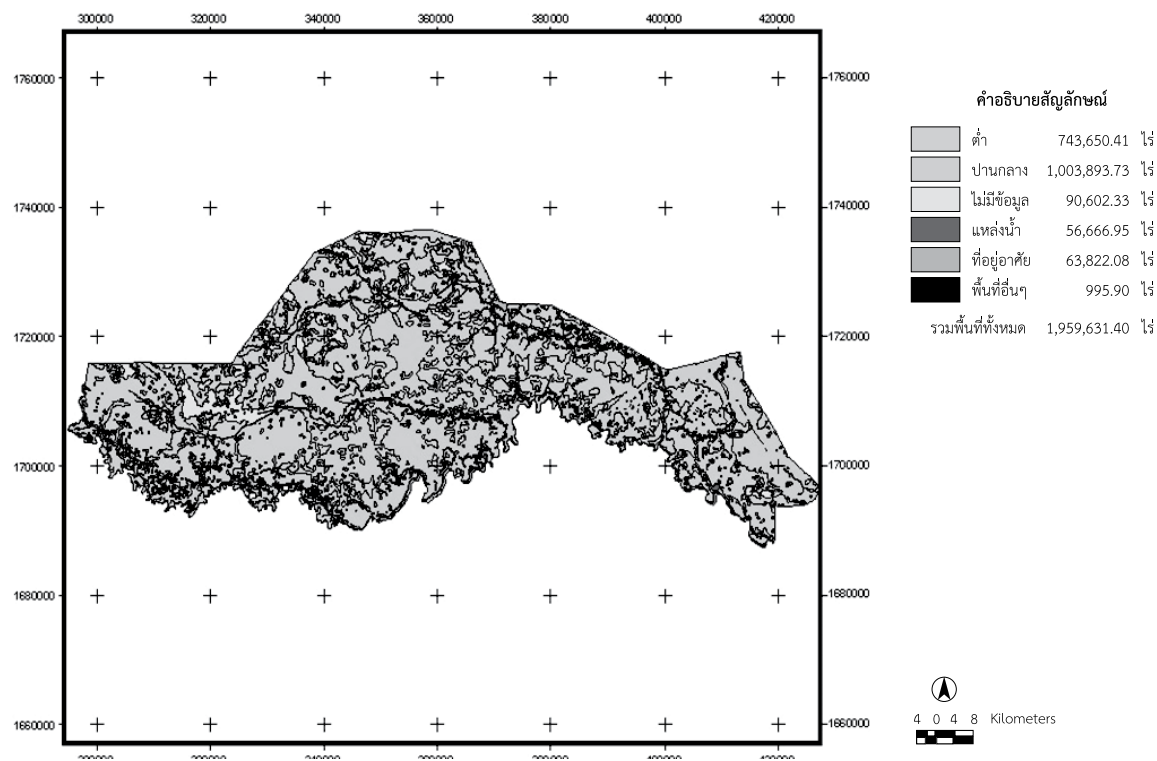 300000 320000 340000 360000 380000 400000 420000
1760000 1760000
1740000 1740000
1720000 1720000
1700000 1700000
1680000 1680000
1660000 1660000
คำอธิบายสัญลักษณ์
ต่ำ 743,650.41 ไร่
ปานกลาง 1,003,893.73 ไร่
ไม่มีข้อมูล 90,602.33 ไร่
แหล่งน้ำ 56,666.95 ไร่
ที่อยู่อาศัย 63,822.08 ไร่
พื้นที่อื่นๆ 995.90 ไร่
รวมพื้นที่ทั้งหมด 1,959,631.40 ไร่
4 0 4 8 Kilometers